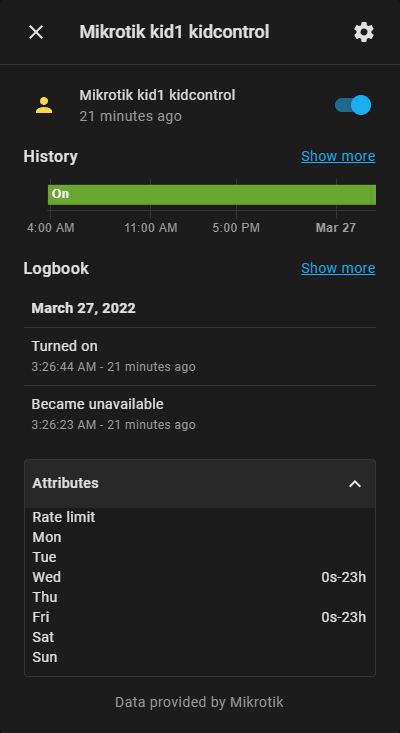 Mikrotik kid1 kidcontrol
Mikrotik kid1 kidcontrol
21 minutes ago
History Show more
On
4:00 AM 11:00 AM 5:00 PM Mar 27
Logbook Show more
March 27, 2022
Turned on
3:26:44 AM - 21 minutes ago
Became unavailable
3:26:23 AM - 21 minutes ago
Attributes
Rate limit
Mon
Tue
Wed 0s-23h
Thu
Fri 0s-23h
Sat
Sun
Data provided by Mikrotik